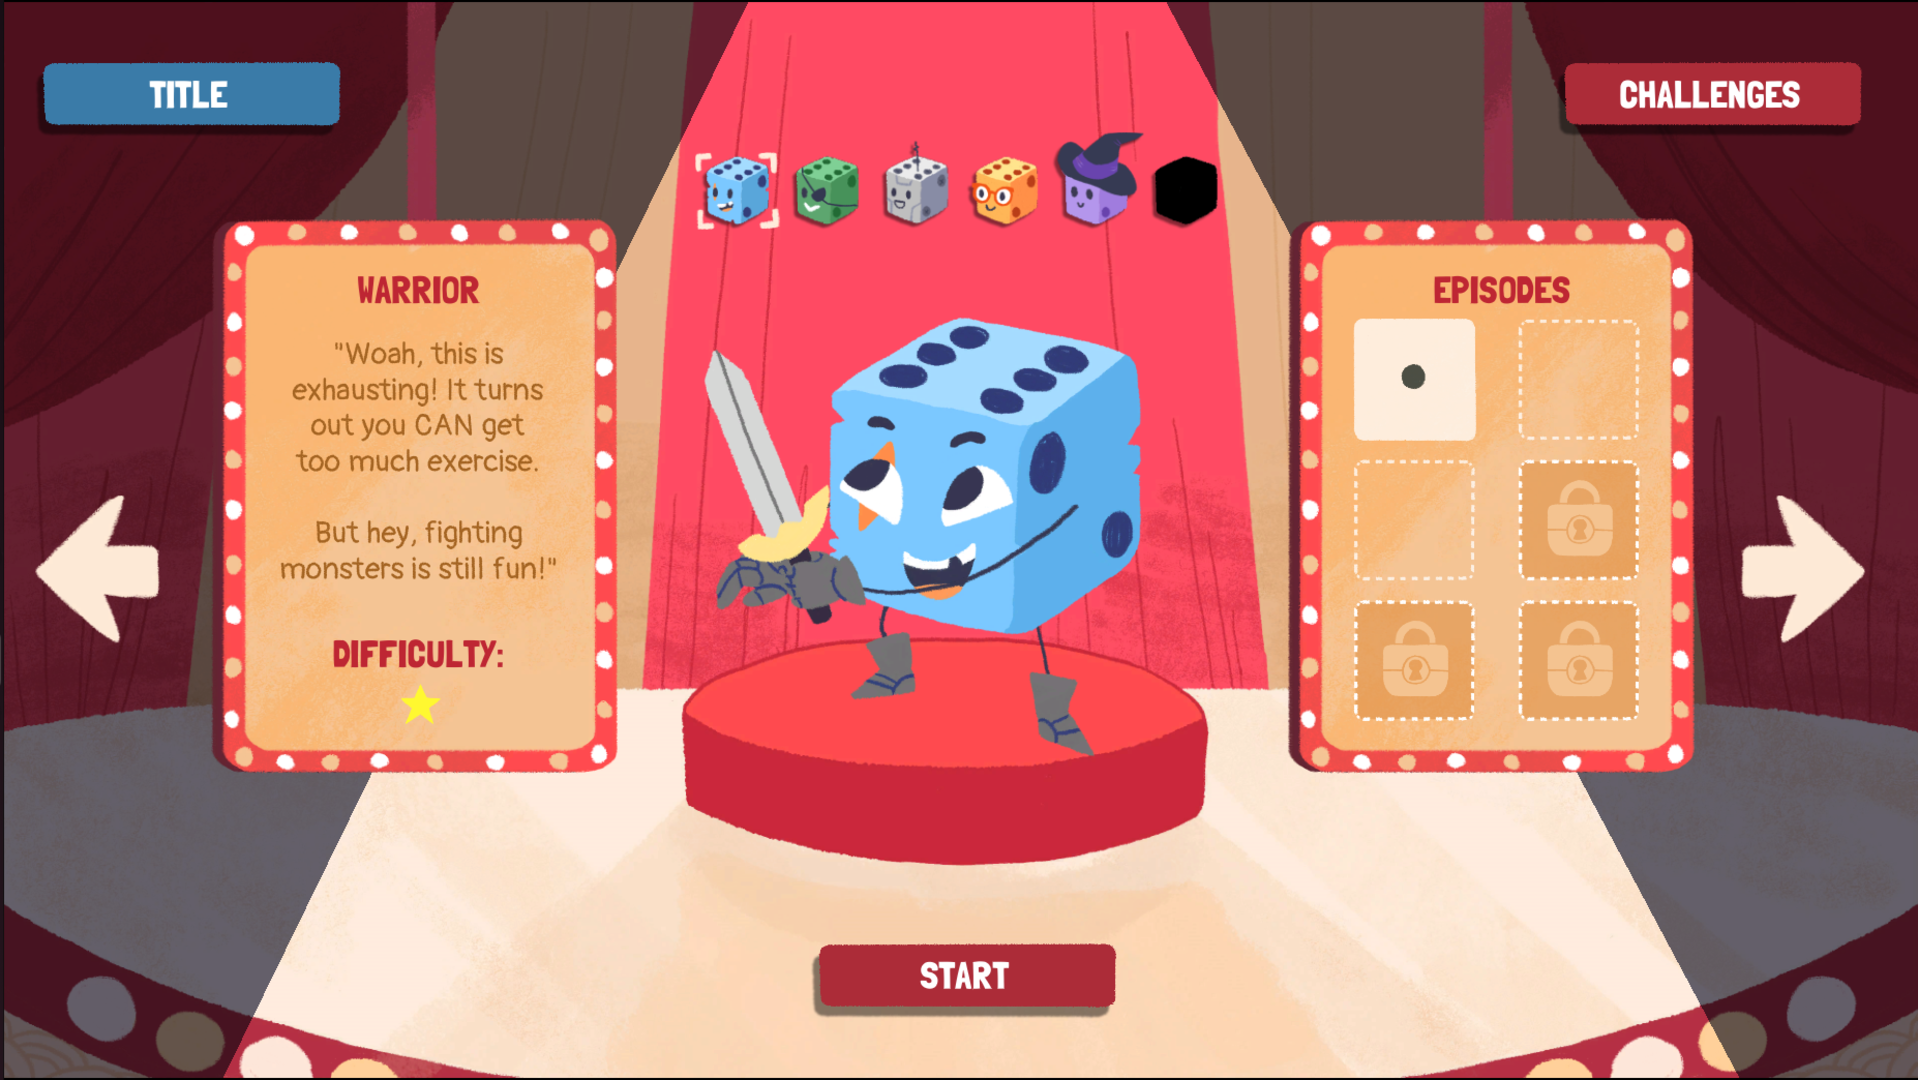 TITLE
CHALLENGES
WARRIOR
"Woah, this is
exhausting! It turns
out you CAN get
too much exercise.
But hey, fighting
monsters is still fun!"
DIFFICULTY:
EPISODES
START